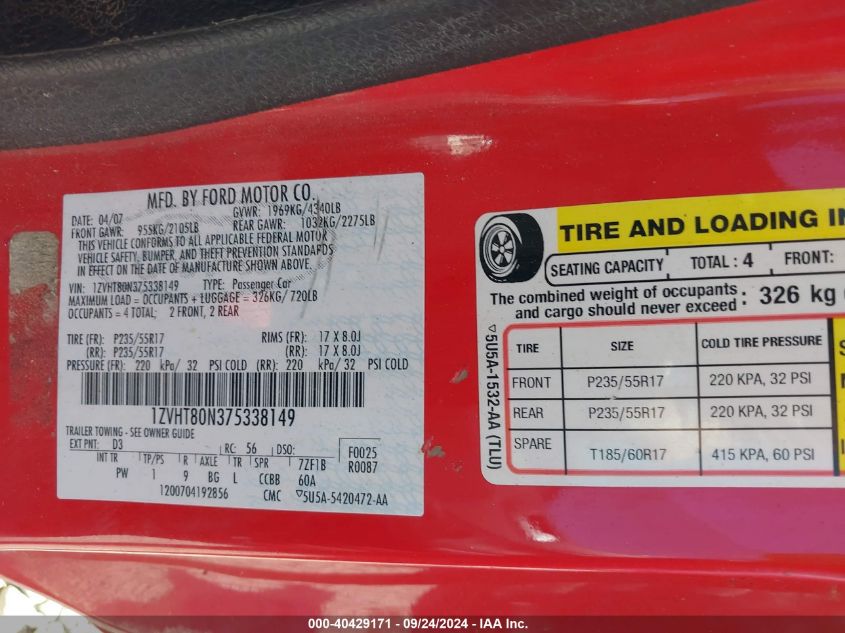 MFD. BY FORD MOTOR CO.
DATE: 04/07 GVWR: 1969KG/4340LB
FRONT GAWR: 955KG/2105LB REAR GAWR: 1032KG/2275LB
THIS VEHICLE CONFORMS TO ALL APPLICABLE FEDERAL MOTOR
VEHICLE SAFETY, BUMPER, AND THEFT PREVENTION STANDARDS
IN EFFECT ON THE DATE OF MANUFACTURE SHOWN ABOVE.
VIN: 1ZVHT80N375338149 TYPE: Passenger Car
MAXIMUM LOAD = OCCUPANTS + LUGGAGE = 326KG/ 720LB
OCCUPANTS = 4 TOTAL; 2 FRONT, 2 REAR
TIRE (FR): P235/55R17 RIMS (FR): 17 X 8.0J
(RR): P235/55R17 (RR): 17 X 8.0J
PRESSURE (FR): 220 kPa/ 32 PSI COLD (RR): 220 kPa/ 32 PSI COLD
1ZVHT80N375338149
TRAILER TOWING - SEE OWNER GUIDE
EXT PNT: D3 RC: 56 DSO: F0025
INT TR TP/PS R AXLE TR SPR 7ZF1B R0087
PW 1 9 BG L CCBB 60A
1200704192856 CMC ▽5U5A-5420472-AA
TIRE AND LOADING IN
SEATING CAPACITY TOTAL : 4 FRONT:
The combined weight of occupants
and cargo should never exceed : 326 kg
▽5U5A-1532-AA (TLU)
TIRE SIZE COLD TIRE PRESSURE
FRONT P235/55R17 220 KPA, 32 PSI
REAR P235/55R17 220 KPA, 32 PSI
SPARE T185/60R17 415 KPA, 60 PSI
000-40429171 - 09/24/2024 - IAA Inc.